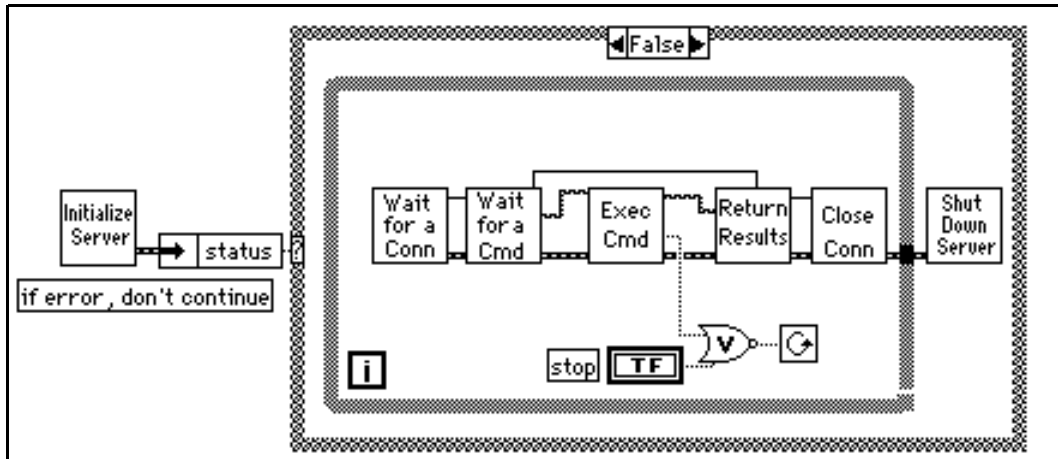 False
Initialize
Server
status
?
if error, don't continue
Wait
for a
Conn
Wait
for a
Cmd
Exec
Cmd
Return
Results
Close
Conn
Shut
Down
Server
i
stop
TF
V